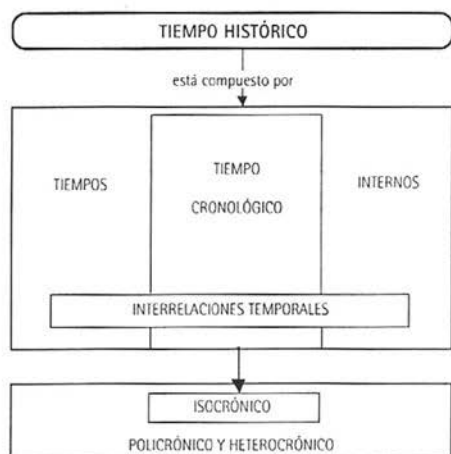 TIEMPO HISTÓRICO
está compuesto por
TIEMPOS
TIEMPO
CRONOLÓGICO
INTERNOS
INTERRELACIONES TEMPORALES
ISOCRÓNICO
POLICRÓNICO Y HETEROCRÓNICO